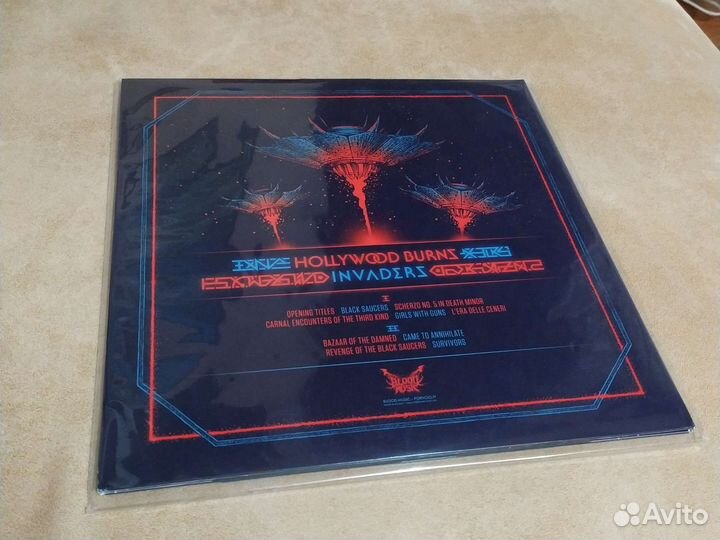 HOLLYWOOD BURNS
INVADERS
I
OPENING TITLES BLACK SAUCERS SCHERZO NO. 5 IN DEATH MINOR
CARNAL ENCOUNTERS OF THE THIRD KIND GIRLS WITH GUNS L'ERA DELLE CENERI
II
BAZAAR OF THE DAMNED CAME TO ANNIHILATE
REVENGE OF THE BLACK SAUCERS SURVIVORS
BLOOD
MUSIC
Avito